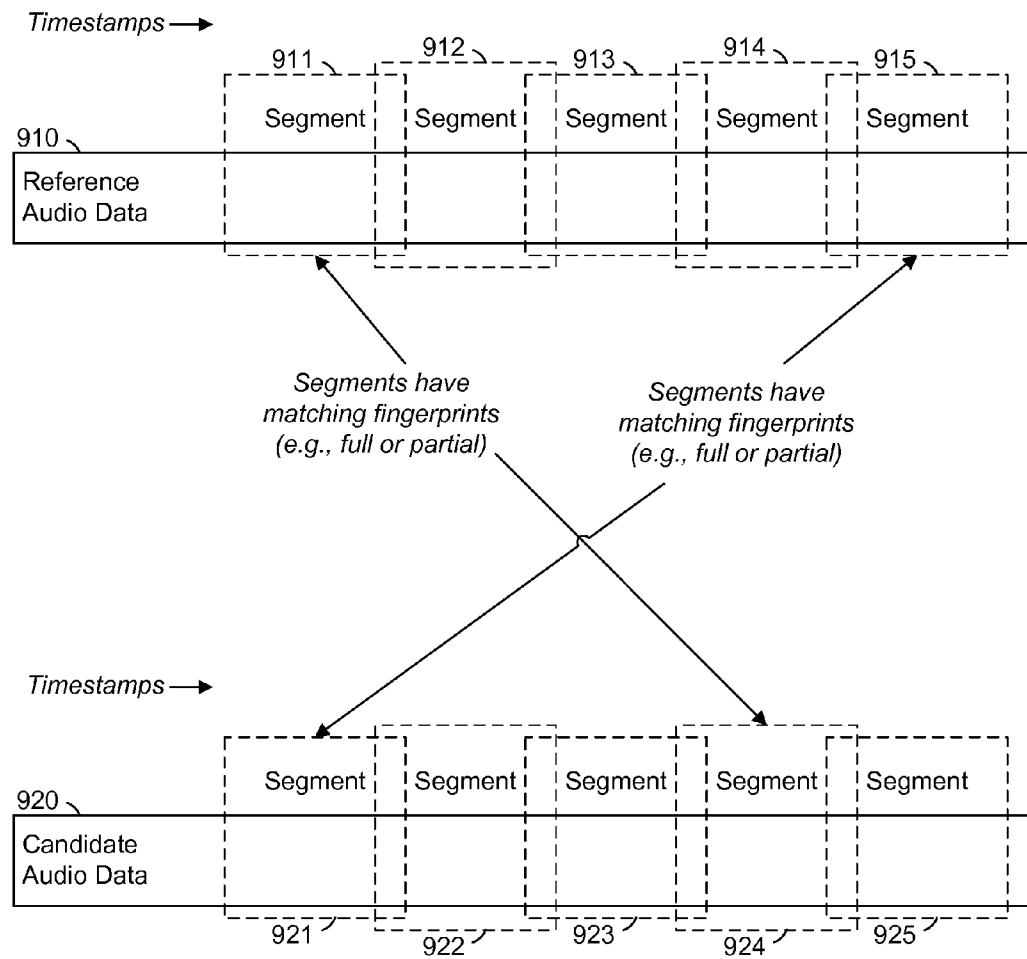 Timestamps
911 912 913 914 915
Segment Segment Segment Segment Segment
910
Reference
Audio Data
Segments have
matching fingerprints
(e.g., full or partial)
Segments have
matching fingerprints
(e.g., full or partial)
Timestamps
Segment Segment Segment Segment Segment
920
Candidate
Audio Data
921 922 923 924 925